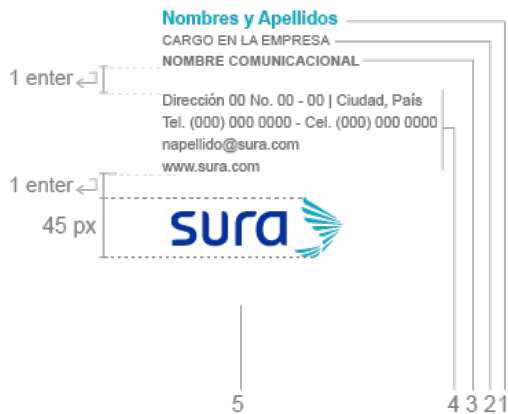 Nombres y Apellidos
CARGO EN LA EMPRESA
NOMBRE COMUNICACIONAL
1 enter
Dirección 00 No. 00 - 00 | Ciudad, País
Tel. (000) 000 0000 - Cel. (000) 000 0000
napellido@sura.com
www.sura.com
1 enter
45 px
sura
5 4 3 2 1